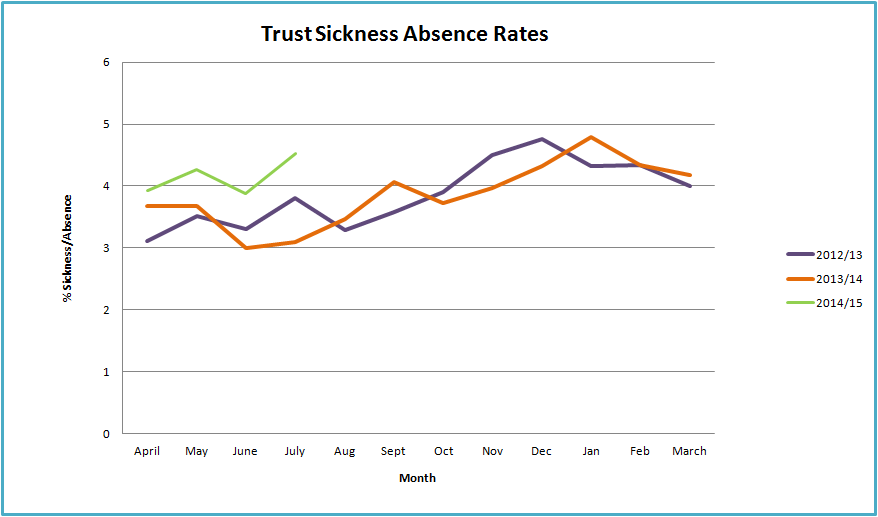 Trust Sickness Absence Rates
6
5
4
3
2
1
0
% Sickness/Absence
April May June July Aug Sept Oct Nov Dec Jan Feb March
Month
2012/13
2013/14
2014/15